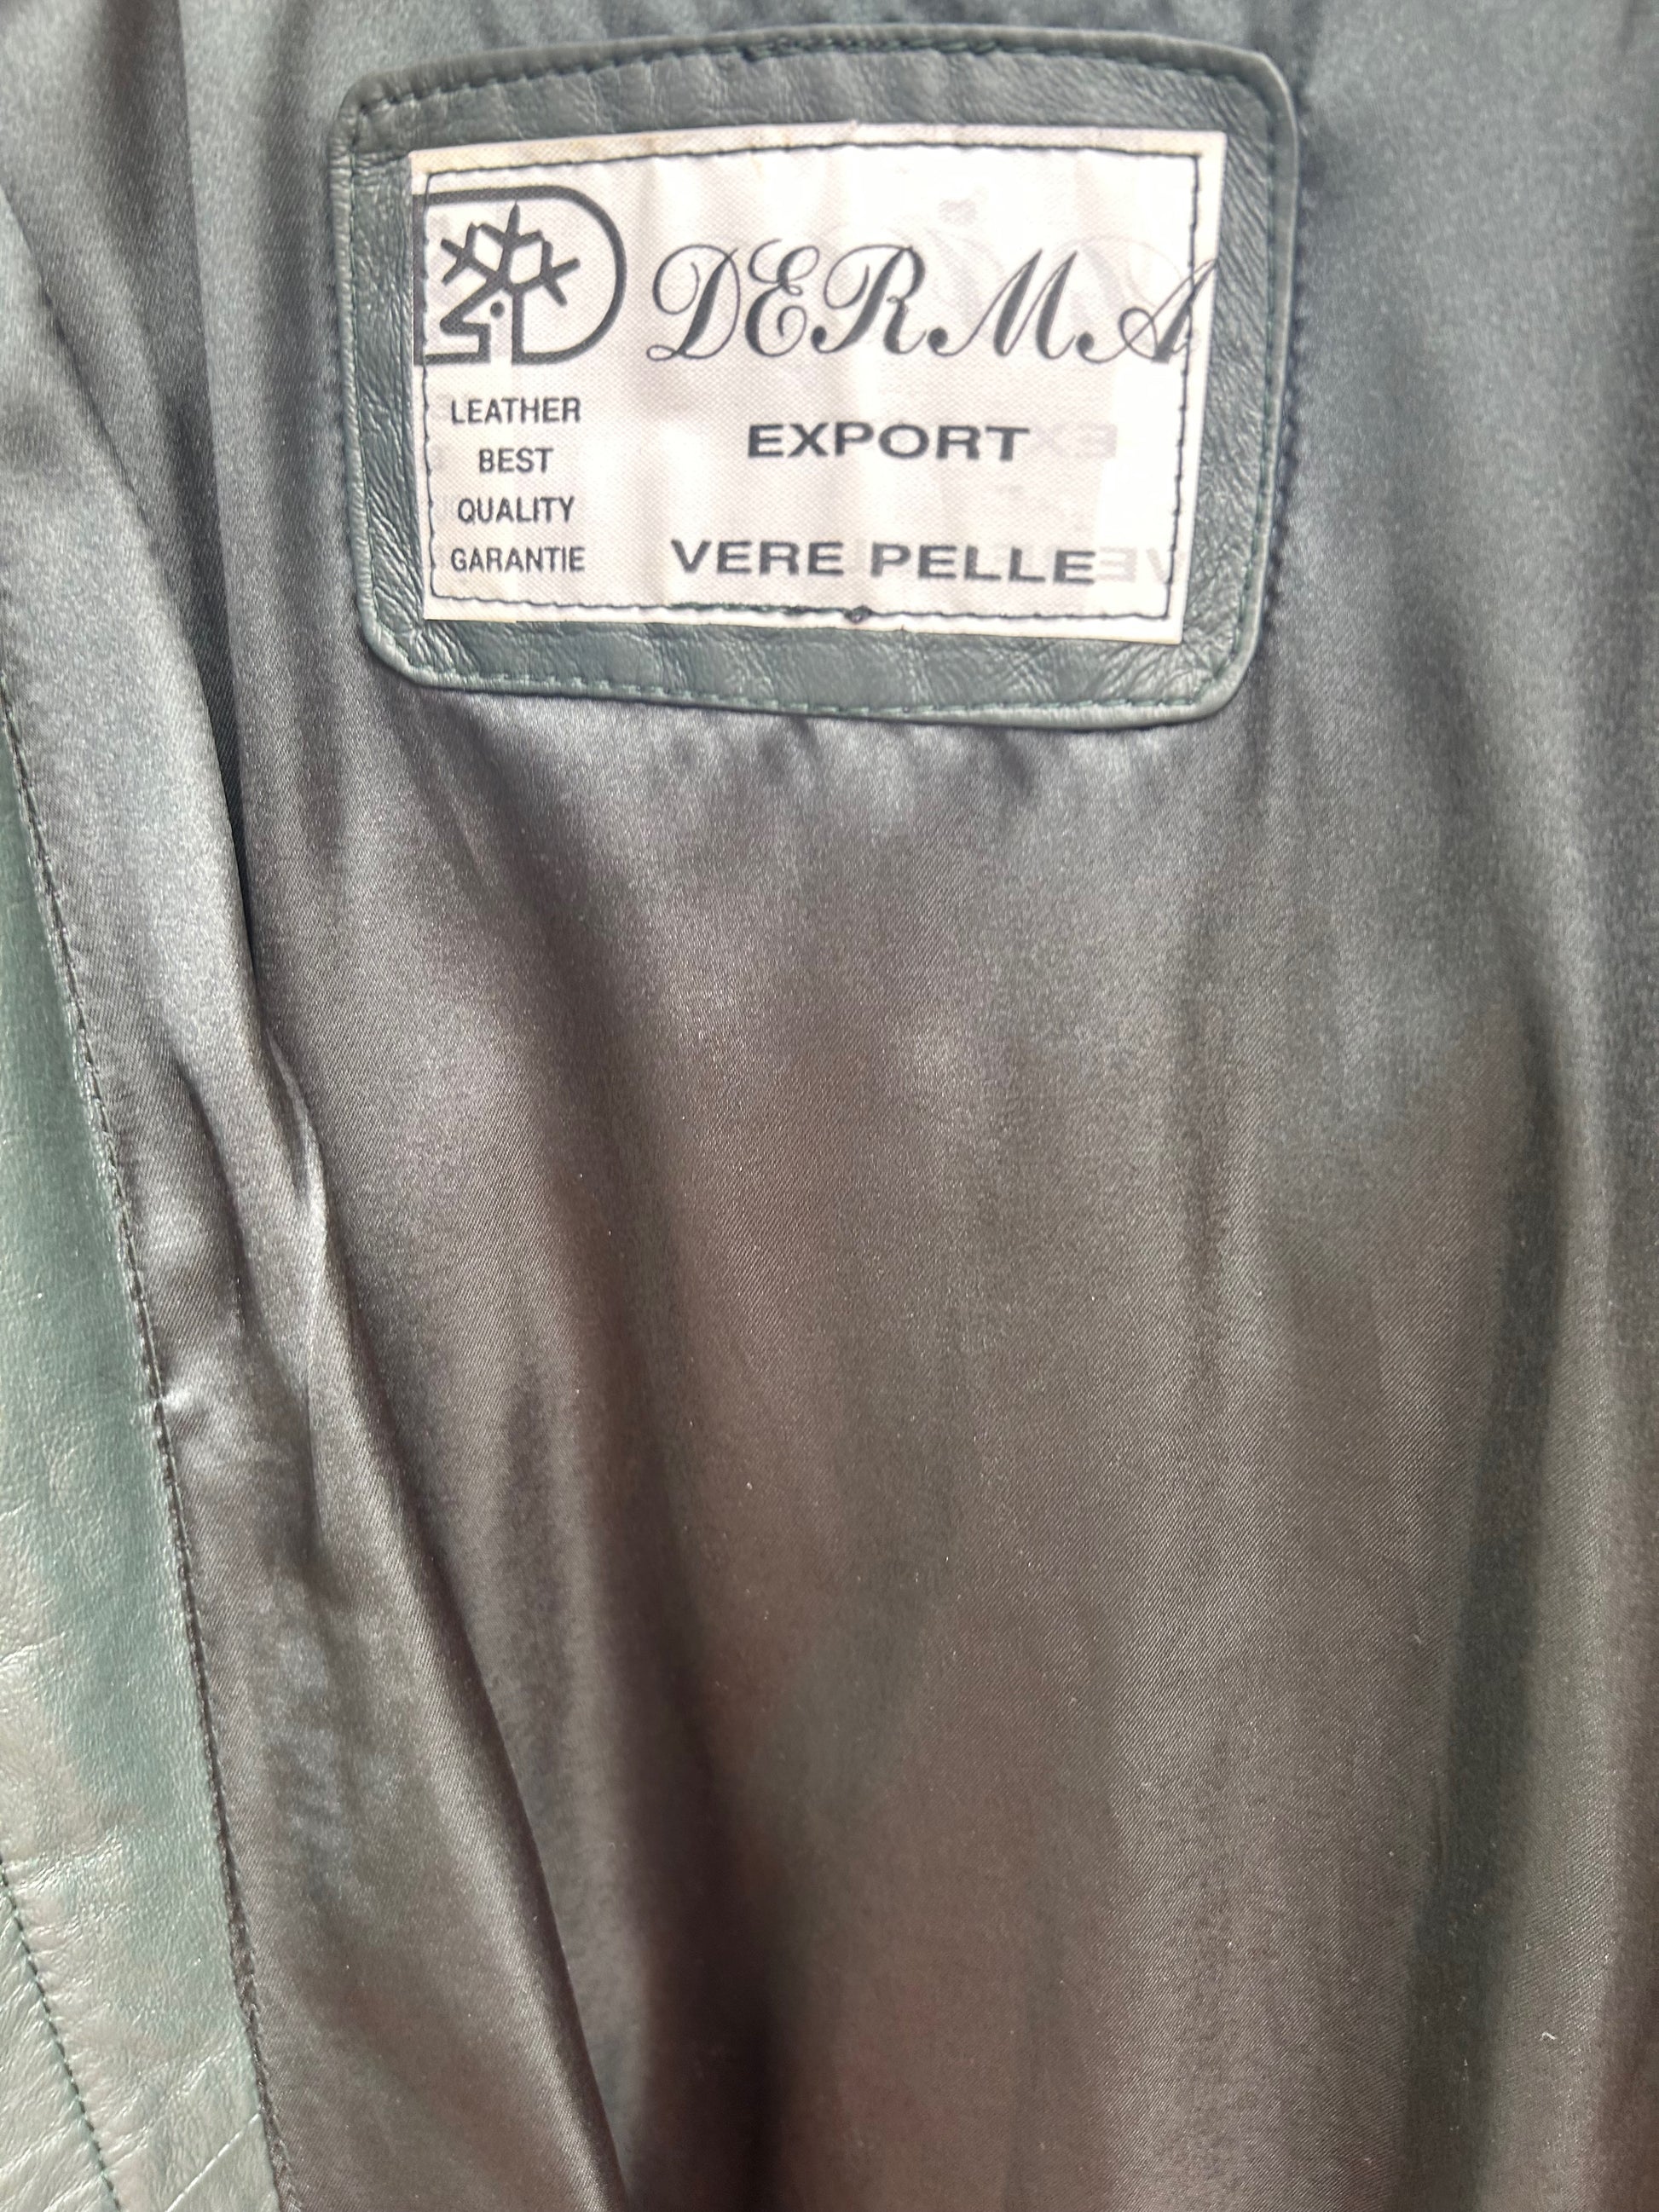 DERMA
LEATHER
BEST
QUALITY
GARANTIE
EXPORT
VERE PELLE